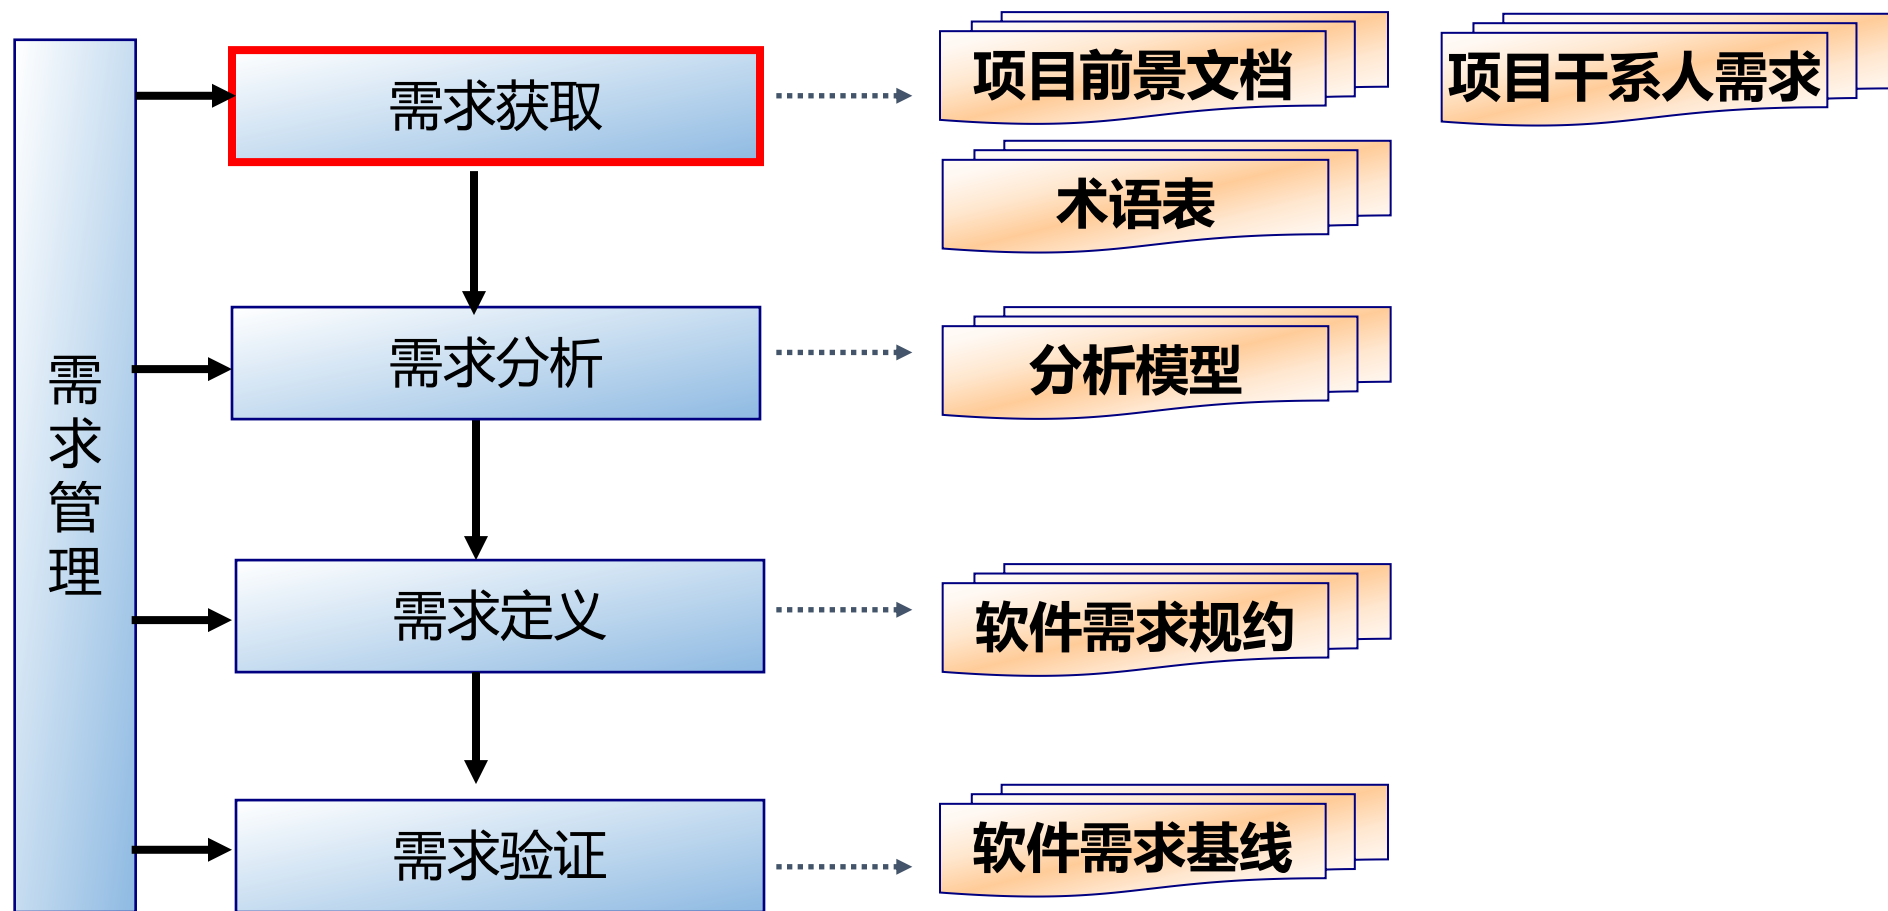 需求管理
需求获取
项目前景文档
项目干系人需求
术语表
需求分析
分析模型
需求定义
软件需求规约
需求验证
软件需求基线